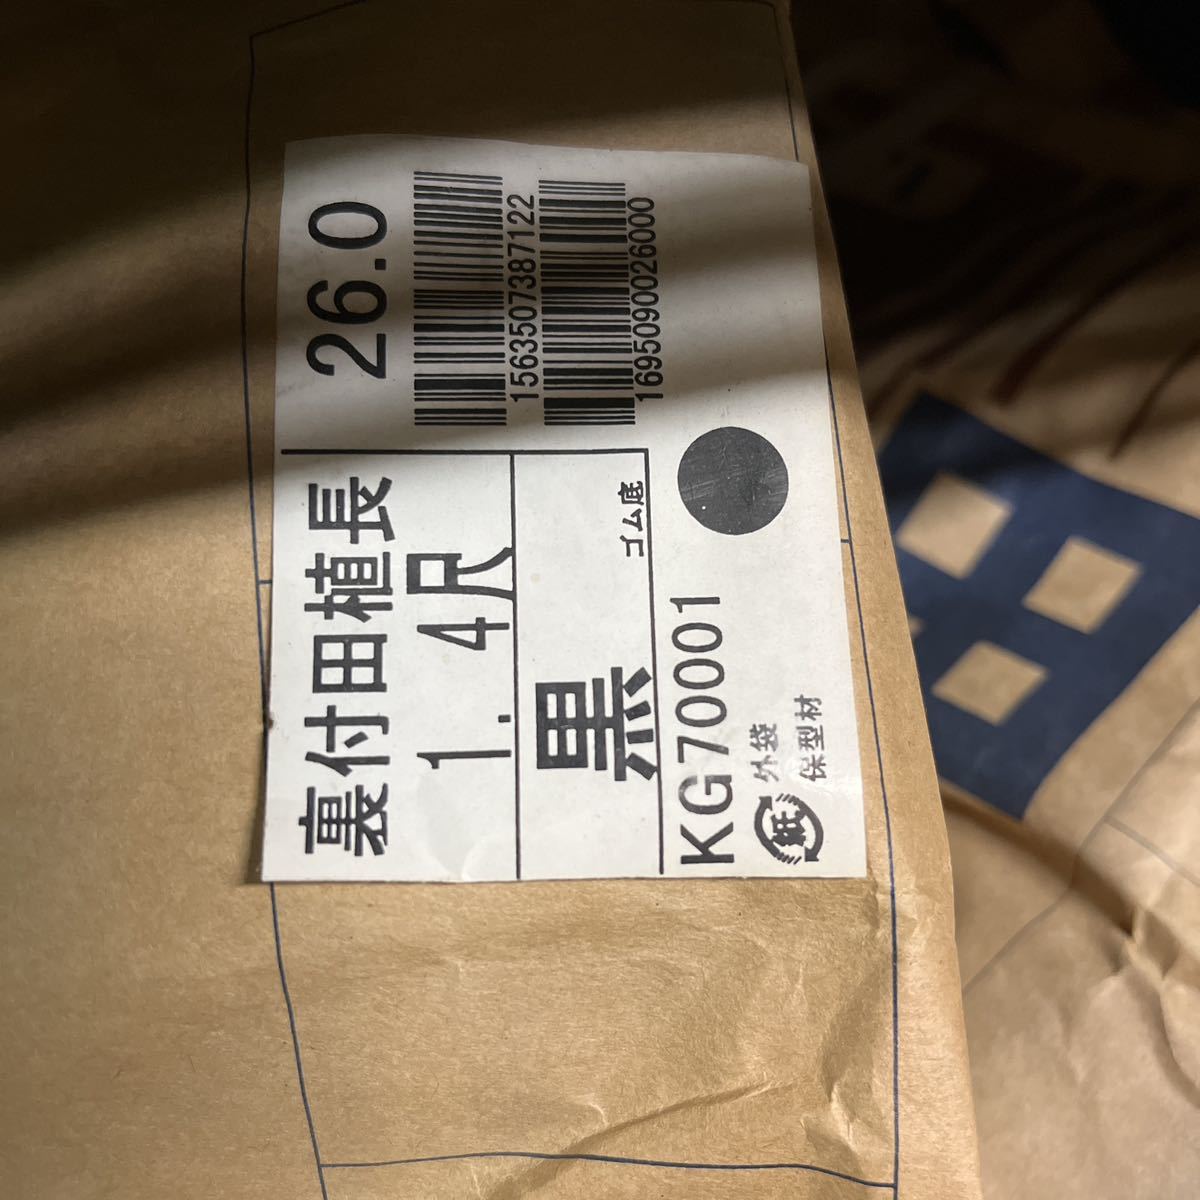 裏付田植長
26.0
1.4尺
1563507387122
黒
ゴム底
1695090026000
KG70001
紙
外袋
保型材